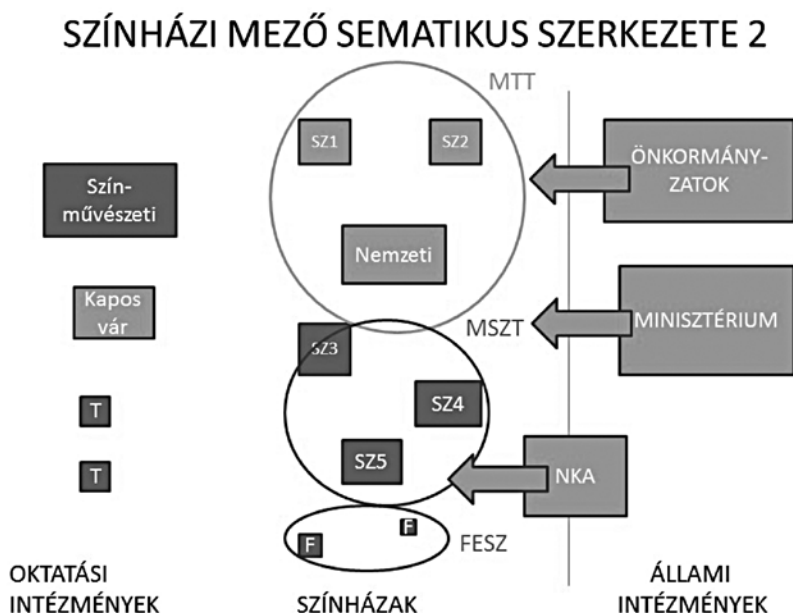 SZÍNHÁZI MEZŐ SEMATIKUS SZERKEZETE 2
MTT
SZ1
SZ2
ÖNKORMÁNY-
ZATOK
Szín-
művészeti
Nemzeti
Kapos
vár
MSZT
MINISZTÉRIUM
SZ3
T
SZ4
SZ5
T
NKA
F
F
FESZ
OKTATÁSI
INTÉZMÉNYEK
SZÍNHÁZAK
ÁLLAMI
INTÉZMÉNYEK